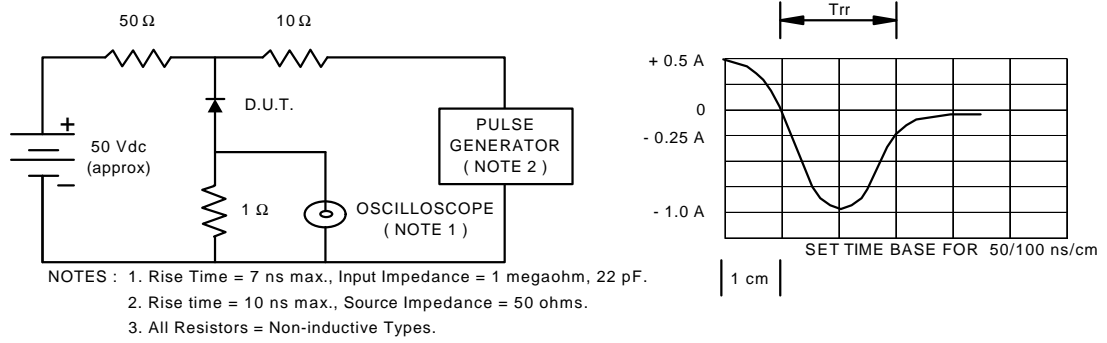 50 Ω
10 Ω
D.U.T.
+
50 Vdc
(approx)
−
PULSE
GENERATOR
( NOTE 2 )
1 Ω
OSCILLOSCOPE
( NOTE 1 )
NOTES : 1. Rise Time = 7 ns max., Input Impedance = 1 megaohm, 22 pF.
2. Rise time = 10 ns max., Source Impedance = 50 ohms.
3. All Resistors = Non-inductive Types.
Trr
+ 0.5 A
0
- 0.25 A
- 1.0 A
SET TIME BASE FOR 50/100 ns/cm
1 cm